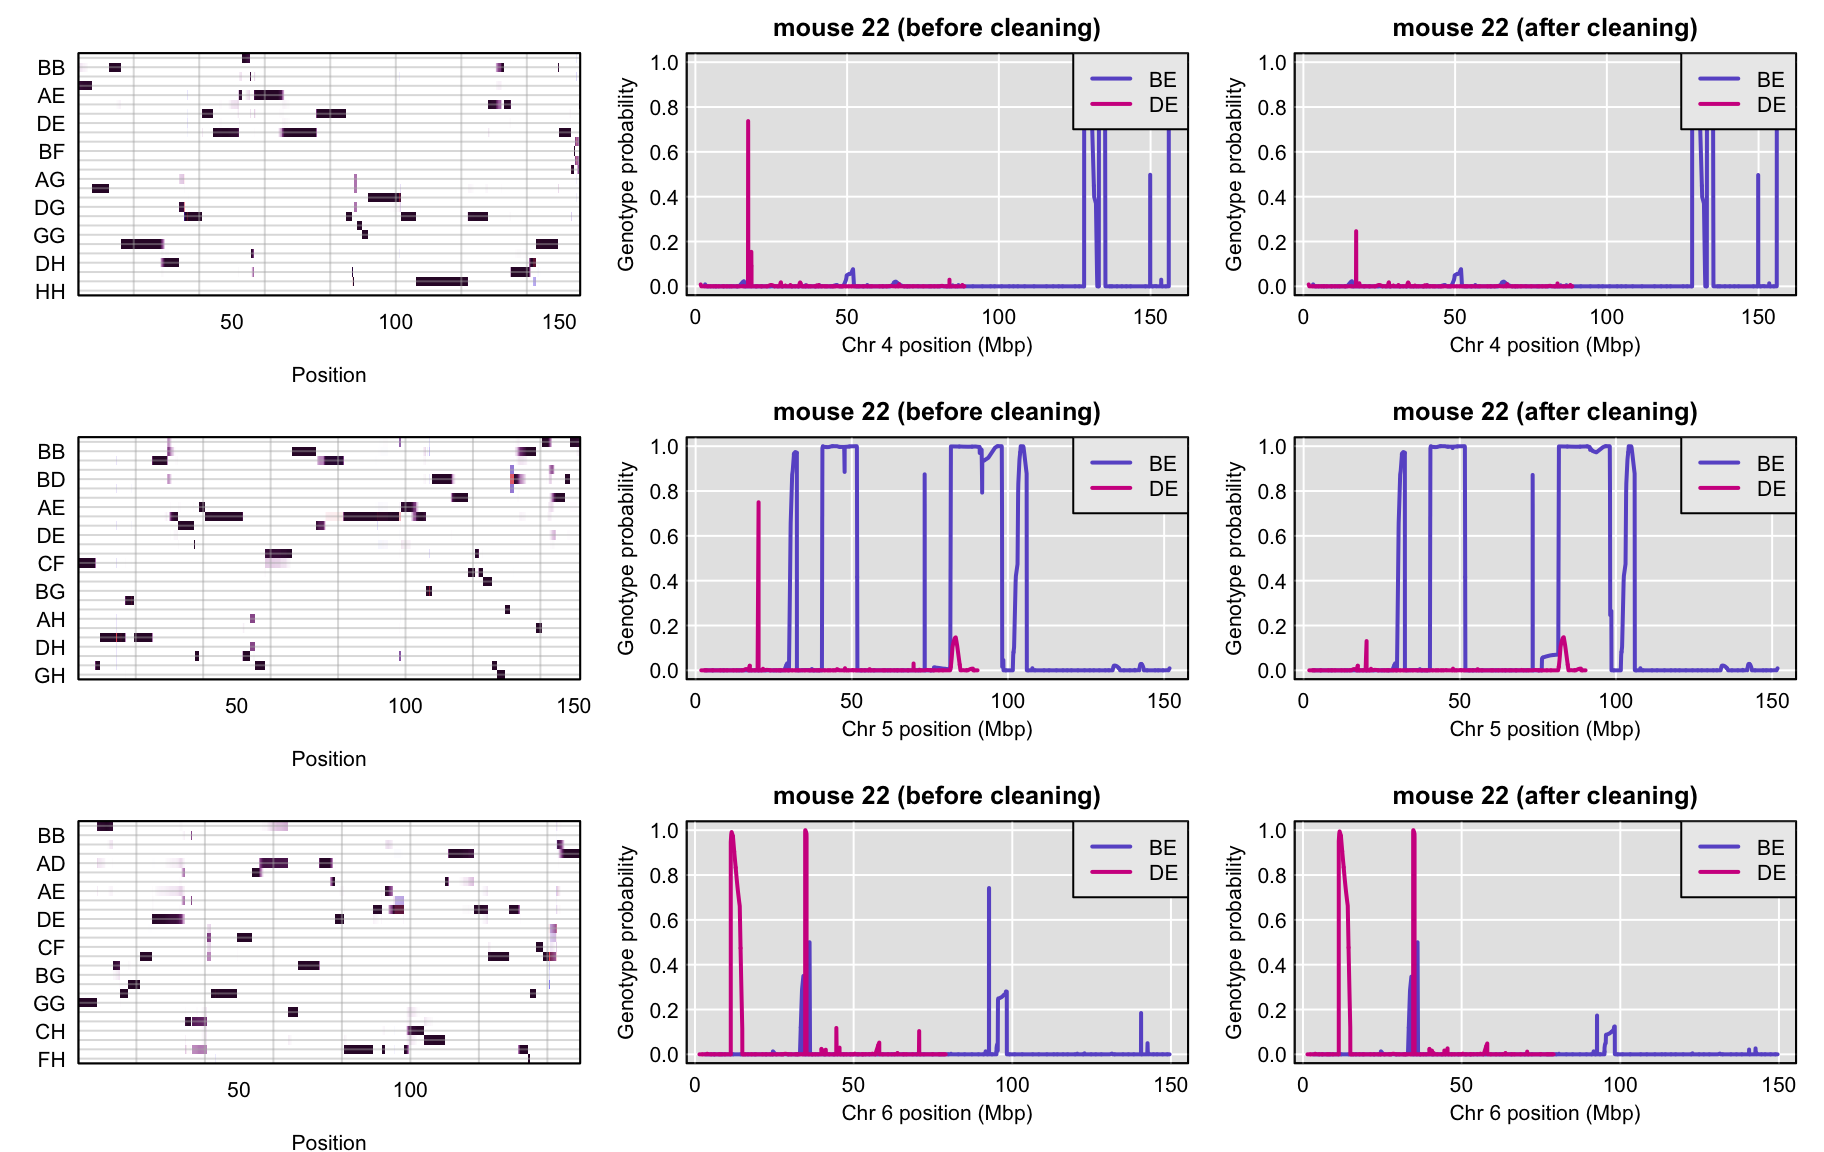 BB
AE
DE
BF
AG
DG
GG
DH
HH
50 100 150
Position
mouse 22 (before cleaning)
Genotype probability
1.0
0.8
0.6
0.4
0.2
0.0
BE
DE
0 50 100 150
Chr 4 position (Mbp)
mouse 22 (after cleaning)
Genotype probability
1.0
0.8
0.6
0.4
0.2
0.0
BE
DE
0 50 100 150
Chr 4 position (Mbp)
BB
BD
AE
DE
CF
BG
AH
DH
GH
50 100 150
Position
mouse 22 (before cleaning)
Genotype probability
1.0
0.8
0.6
0.4
0.2
0.0
BE
DE
0 50 100 150
Chr 5 position (Mbp)
mouse 22 (after cleaning)
Genotype probability
1.0
0.8
0.6
0.4
0.2
0.0
BE
DE
0 50 100 150
Chr 5 position (Mbp)
BB
AD
AE
DE
CF
BG
GG
CH
FH
50 100
Position
mouse 22 (before cleaning)
Genotype probability
1.0
0.8
0.6
0.4
0.2
0.0
BE
DE
0 50 100 150
Chr 6 position (Mbp)
mouse 22 (after cleaning)
Genotype probability
1.0
0.8
0.6
0.4
0.2
0.0
BE
DE
0 50 100 150
Chr 6 position (Mbp)